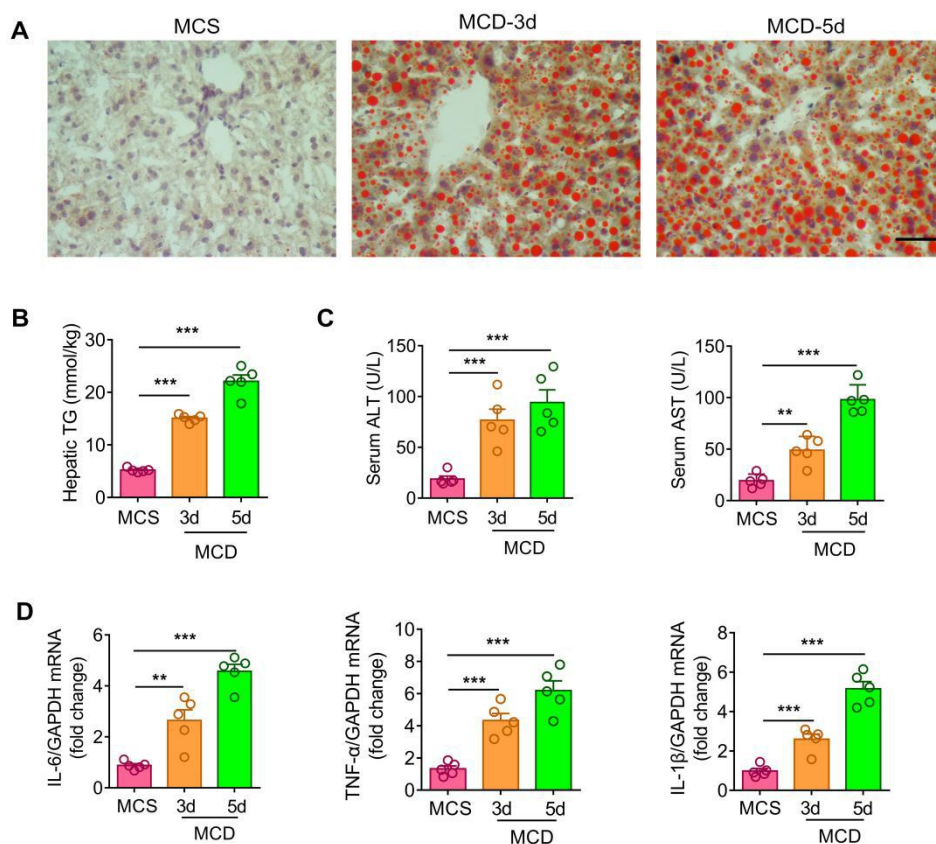 A
MCS
MCD-3d
MCD-5d
B
Hepatic TG (mmol/kg)
30
20
10
0
***
***
MCS
3d
5d
MCD
C
Serum ALT (U/L)
150
100
50
0
***
***
MCS
3d
5d
MCD
Serum AST (U/L)
150
100
50
0
***
**
MCS
3d
5d
MCD
D
IL-6/GAPDH mRNA
(fold change)
6
4
2
0
***
**
MCS
3d
5d
MCD
TNF-α/GAPDH mRNA
(fold change)
10
8
6
4
2
0
***
***
MCS
3d
5d
MCD
IL-1β/GAPDH mRNA
(fold change)
8
6
4
2
0
***
***
MCS
3d
5d
MCD